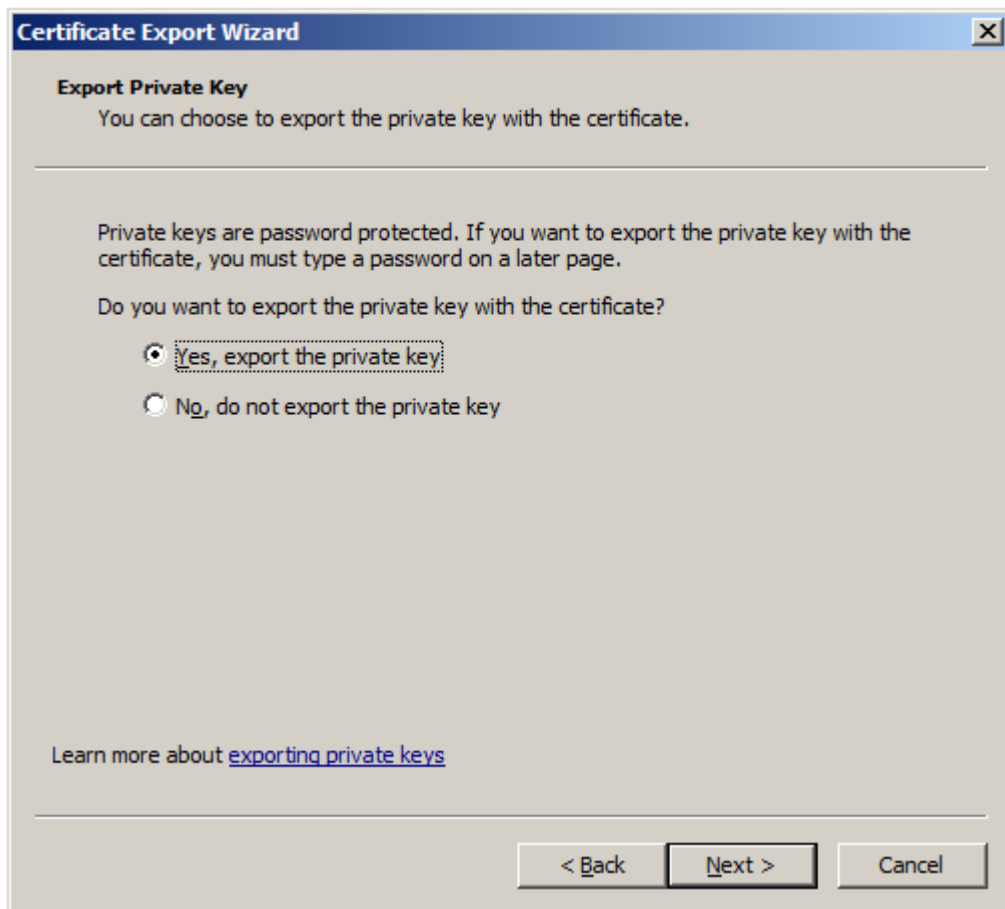 Certificate Export Wizard
Export Private Key
You can choose to export the private key with the certificate.
Private keys are password protected. If you want to export the private key with the
certificate, you must type a password on a later page.
Do you want to export the private key with the certificate?
Yes, export the private key
No, do not export the private key
Learn more about exporting private keys
< Back Next > Cancel